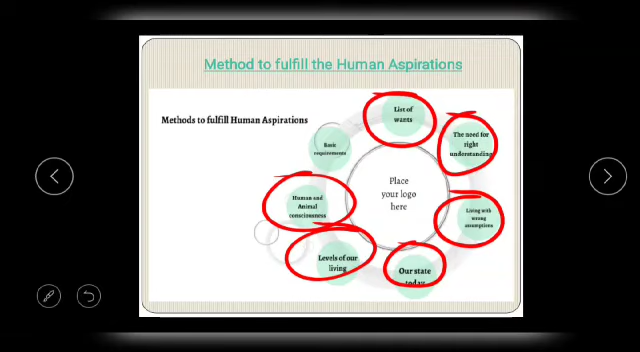 Method to fulfill the Human Aspirations
Methods to fulfill Human Aspirations
List of
wants
The need for
right
understanding
Living with
wrong
assumptions
Our state
today
Levels of our
living
Human and
Animal
consciousness
Basic
requirements
Place
your logo
here